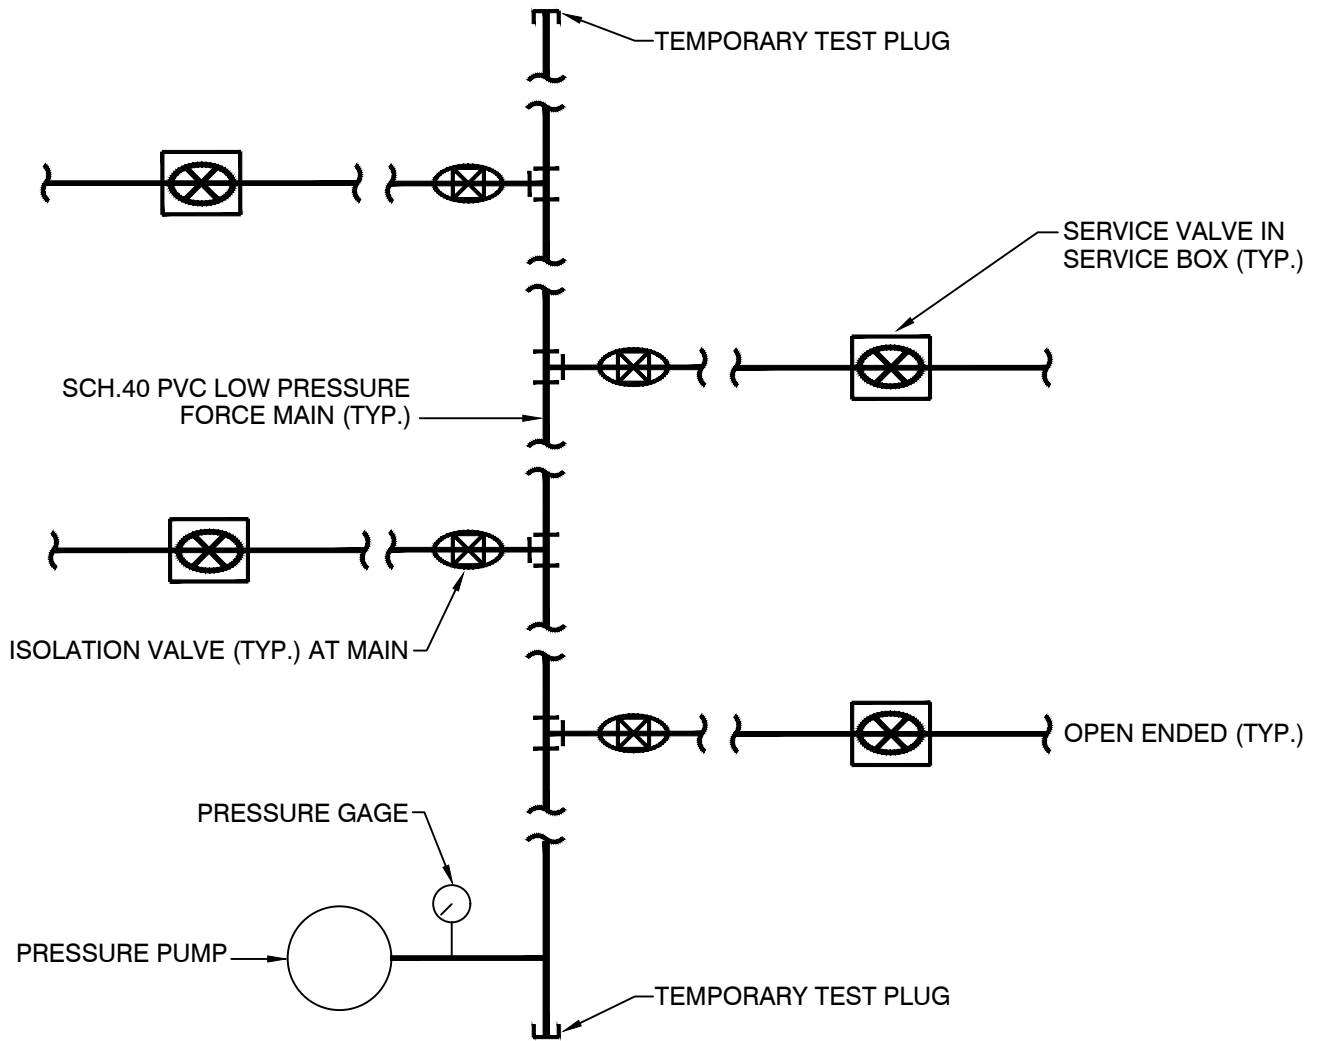 TEMPORARY TEST PLUG
SERVICE VALVE IN
SERVICE BOX (TYP.)
SCH.40 PVC LOW PRESSURE
FORCE MAIN (TYP.)
ISOLATION VALVE (TYP.) AT MAIN
OPEN ENDED (TYP.)
PRESSURE GAGE
PRESSURE PUMP
TEMPORARY TEST PLUG